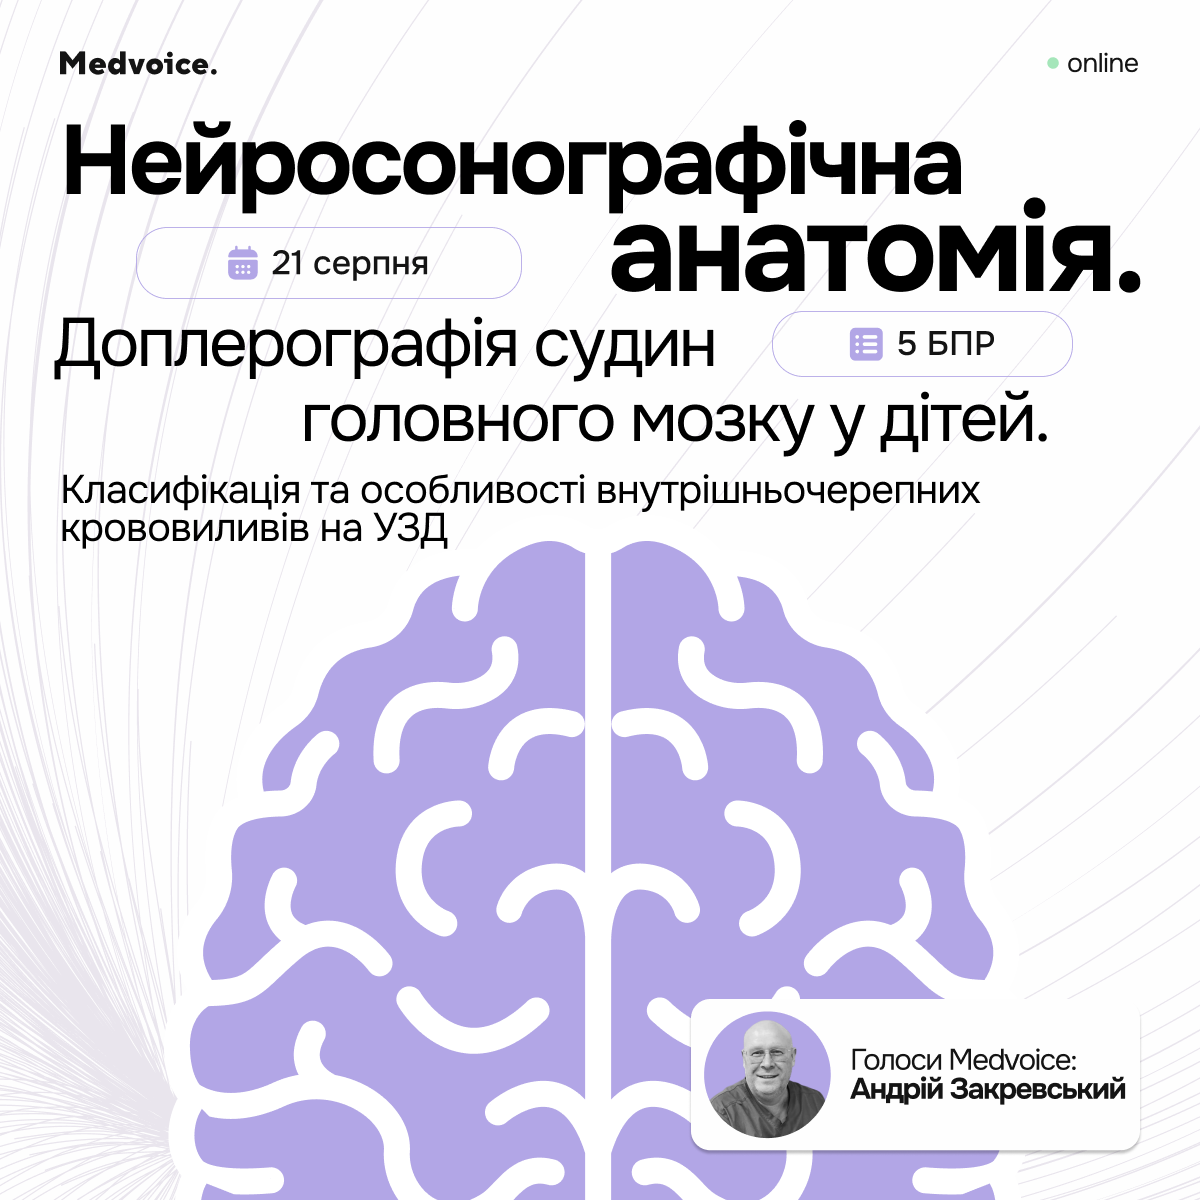 Medvoice.
online
Нейросонографічна
анатомія.
21 серпня
Доплерографія судин
5 БПР
головного мозку у дітей.
Класифікація та особливості внутрішньочерепних
крововиливів на УЗД
Голоси Medvoice:
Андрій Закревський